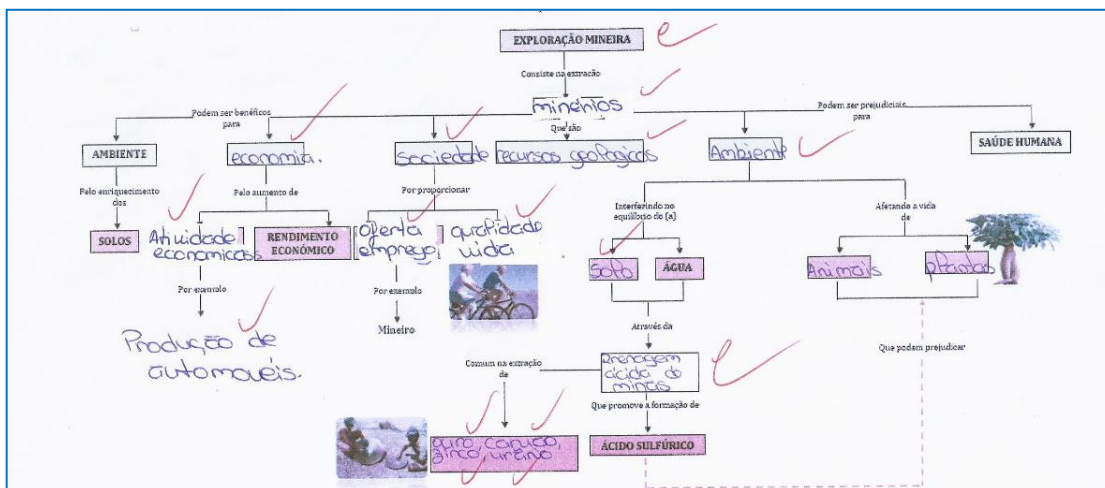 EXPLORAÇÃO MINEIRA
Consiste na extração
minérios
Podem ser benéficos
para
Que são
Podem ser prejudiciais
para
AMBIENTE
economia.
sociedade
recursos geologicos
Ambiente
SAÚDE HUMANA
Pelo enriquecimento
dos
Pelo aumento de
Por proporcionar
Interferindo no
equilíbrio do (a)
Afetando a vida
de
SOLOS
Atividade
economicas
RENDIMENTO
ECONÓMICO
oferta
emprego
qualidade
vida
Solo
ÁGUA
Animais
plantas
Por exemplo
Por exemplo
Produção de
automoveis.
Mineiro
Através da
Que podem prejudicar
Comum na extração
de
Drenagem
ácida de
minais
Que promove a formação de
ouro, carvão,
zinco, urânio
ÁCIDO SULFÚRICO